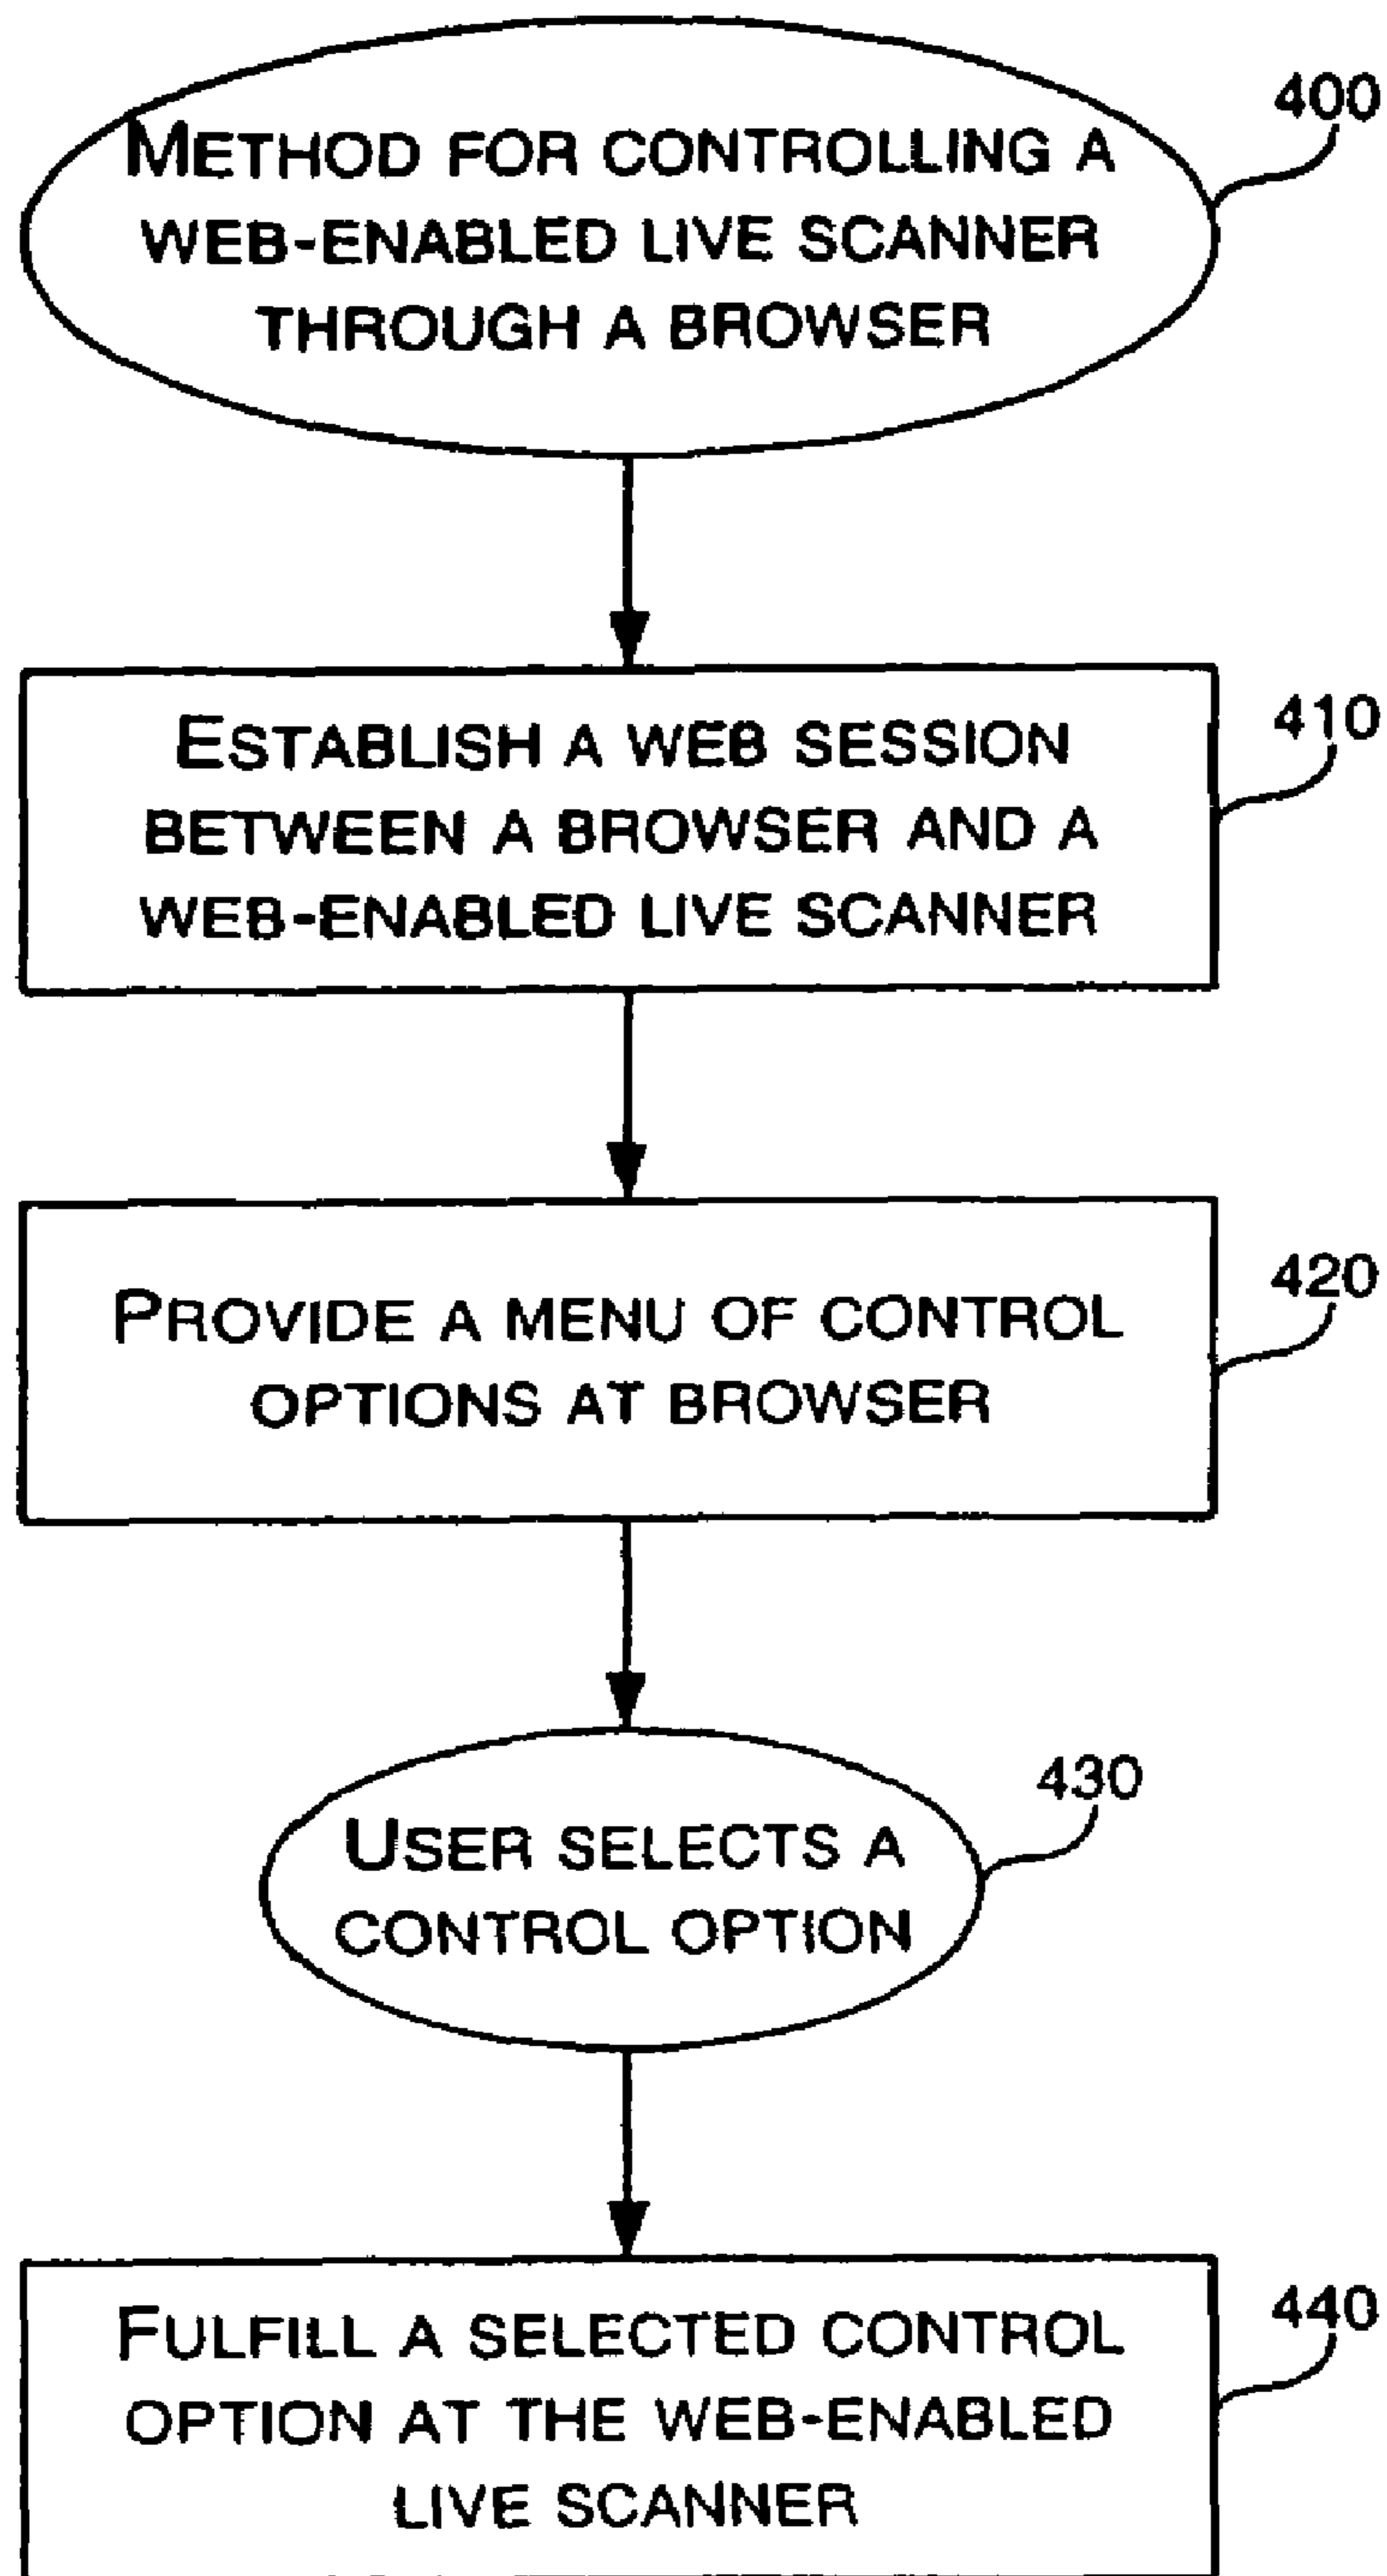 METHOD FOR CONTROLLING A
WEB-ENABLED LIVE SCANNER
THROUGH A BROWSER
400
ESTABLISH A WEB SESSION
BETWEEN A BROWSER AND A
WEB-ENABLED LIVE SCANNER
410
PROVIDE A MENU OF CONTROL
OPTIONS AT BROWSER
420
USER SELECTS A
CONTROL OPTION
430
FULFILL A SELECTED CONTROL
OPTION AT THE WEB-ENABLED
LIVE SCANNER
440